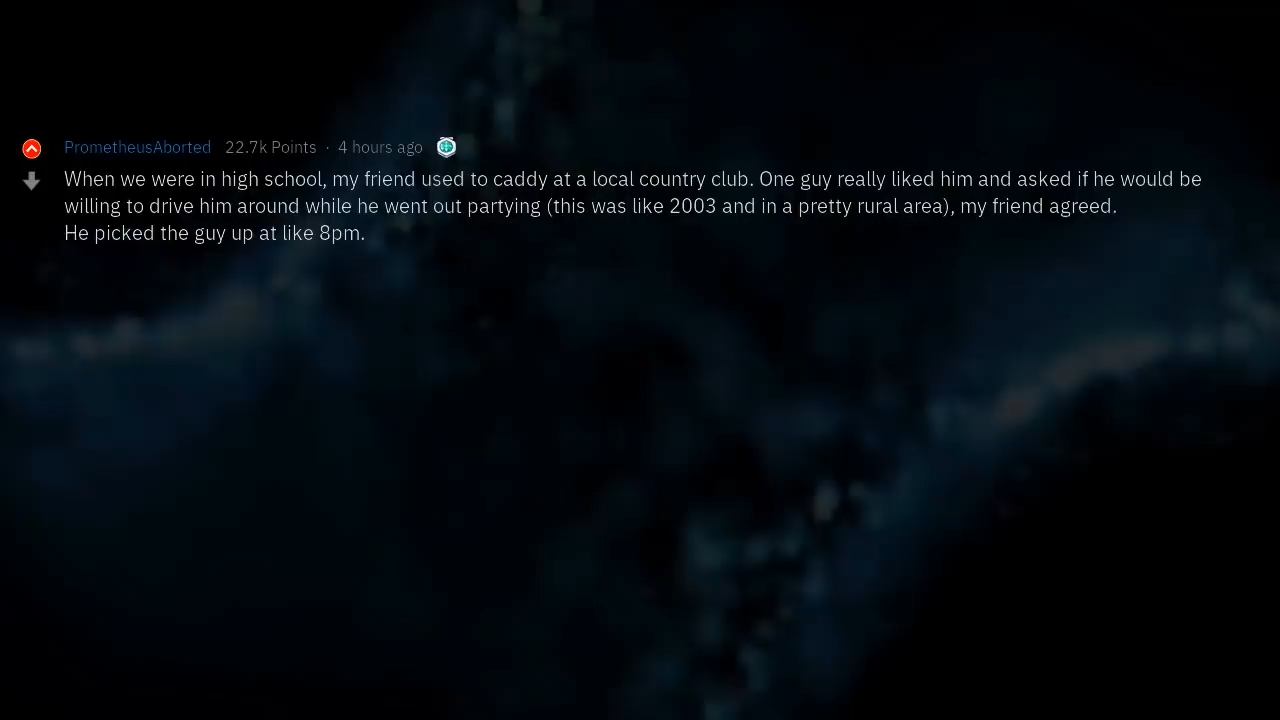 PrometheusAborted 22.7k Points · 4 hours ago
When we were in high school, my friend used to caddy at a local country club. One guy really liked him and asked if he would be
willing to drive him around while he went out partying (this was like 2003 and in a pretty rural area), my friend agreed.
He picked the guy up at like 8pm.